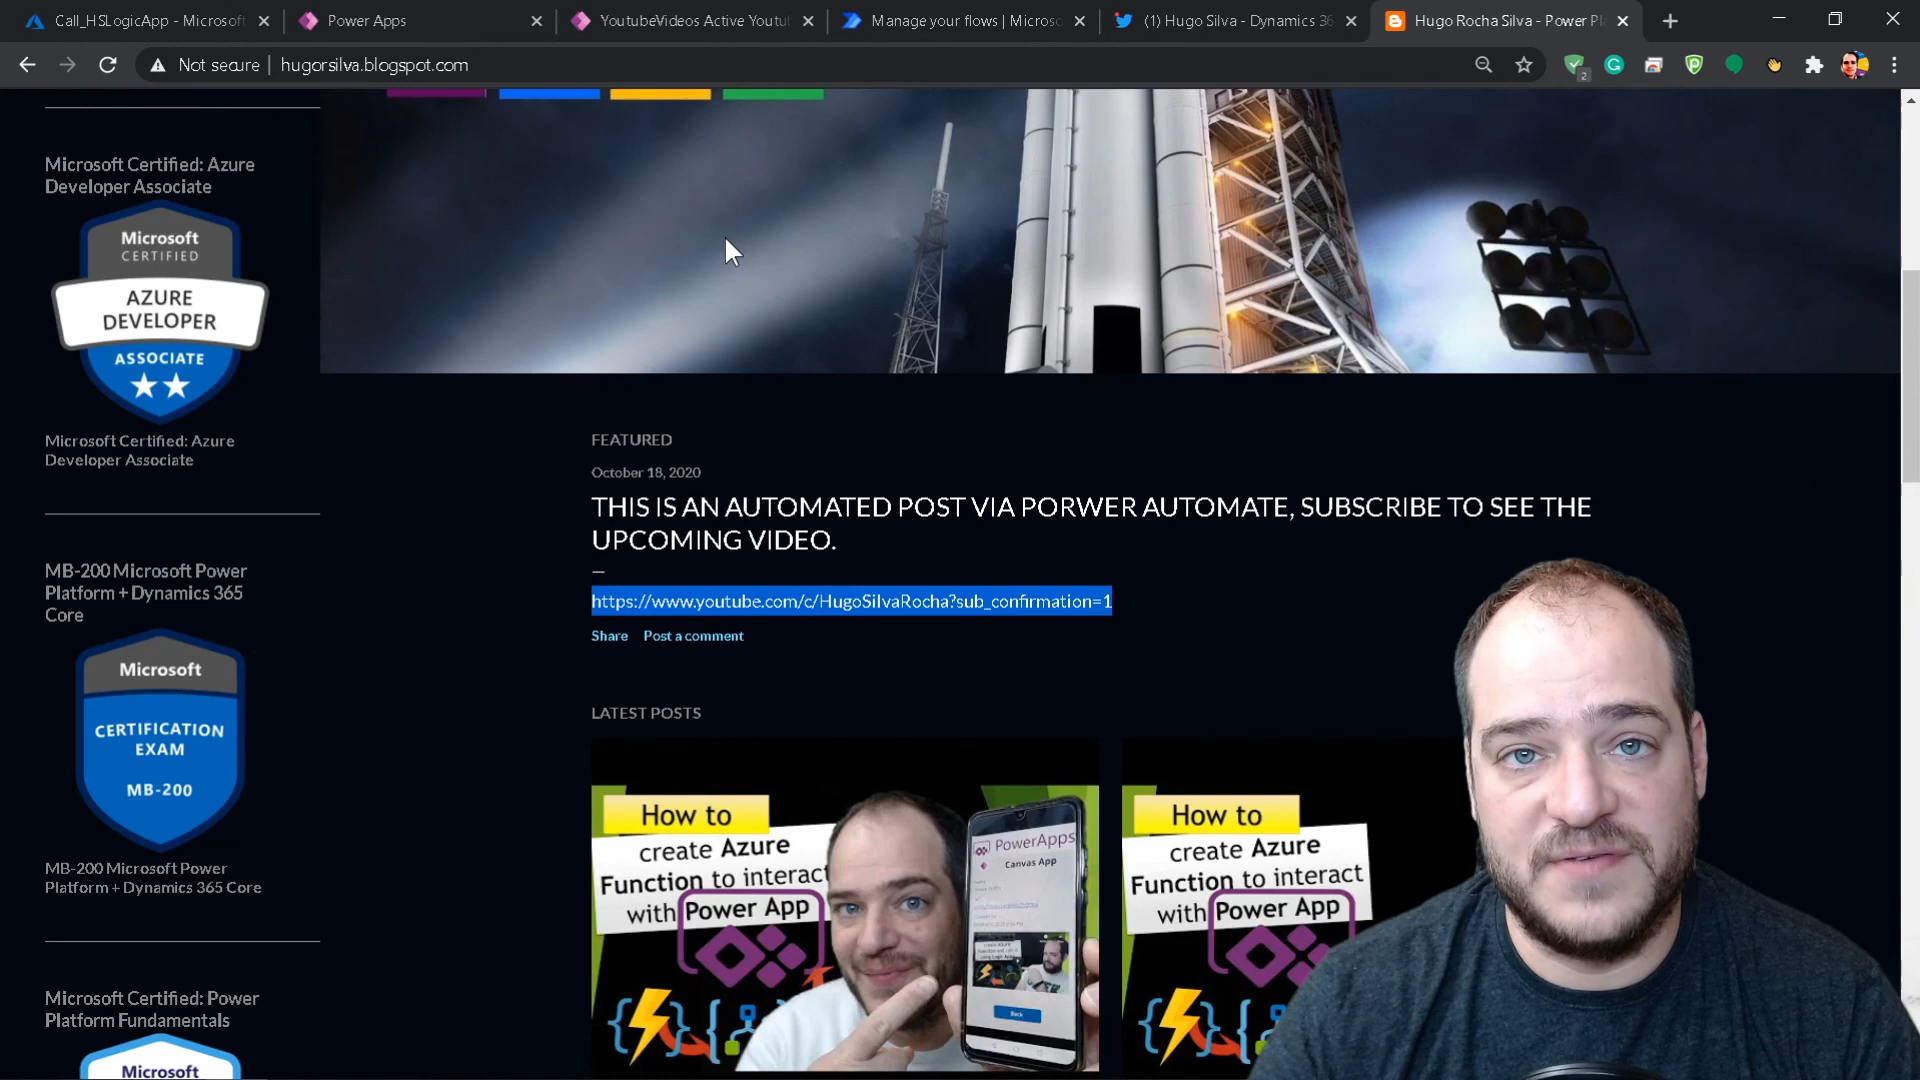 Call_HSLogicApp - Microsoft
Power Apps
YoutubeVideos Active Youtu
Manage your flows | Microso
(1) Hugo Silva - Dynamics 36
Hugo Rocha Silva - Power Pl
Not secure
hugorsilva.blogspot.com
2
Microsoft Certified: Azure
Developer Associate
Microsoft
CERTIFIED
AZURE
DEVELOPER
ASSOCIATE
Microsoft Certified: Azure
Developer Associate
MB-200 Microsoft Power
Platform + Dynamics 365
Core
Microsoft
CERTIFICATION
EXAM
MB-200
MB-200 Microsoft Power
Platform + Dynamics 365 Core
Microsoft Certified: Power
Platform Fundamentals
Microsoft
FEATURED
October 18, 2020
THIS IS AN AUTOMATED POST VIA PORWER AUTOMATE, SUBSCRIBE TO SEE THE
UPCOMING VIDEO.
https://www.youtube.com/c/HugoSilvaRocha?sub_confirmation=1
Share
Post a comment
LATEST POSTS
How to
create Azure
Function to interact
with Power App
PowerApps
Canvas App
Back
How to
create Azure
Function to interact
with Power App